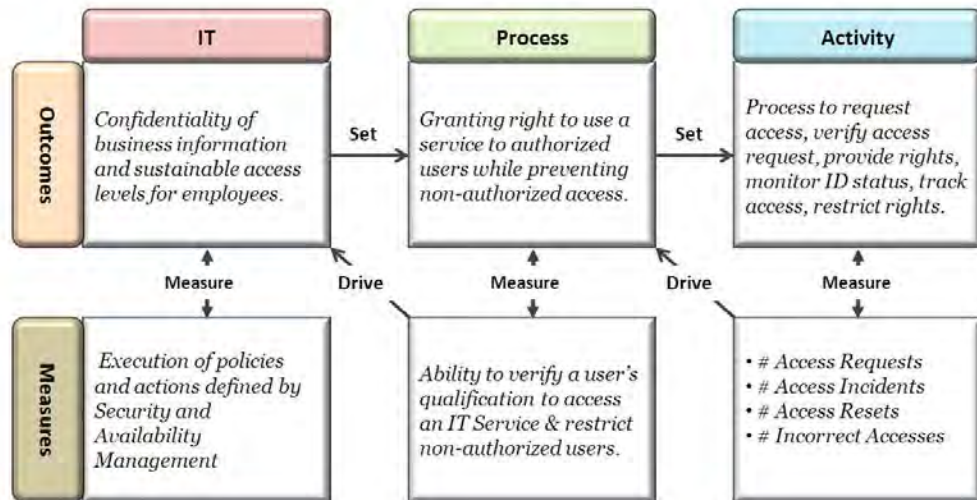 IT
Process
Activity
Outcomes
Confidentiality of
business information
and sustainable access
levels for employees.
Set
Granting right to use a
service to authorized
users while preventing
non-authorized access.
Set
Process to request
access, verify access
request, provide rights,
monitor ID status, track
access, restrict rights.
Measure
Drive
Measure
Drive
Measure
Measures
Execution of policies
and actions defined by
Security and
Availability
Management
Ability to verify a user's
qualification to access
an IT Service & restrict
non-authorized users.
• # Access Requests
• # Access Incidents
• # Access Resets
• # Incorrect Accesses